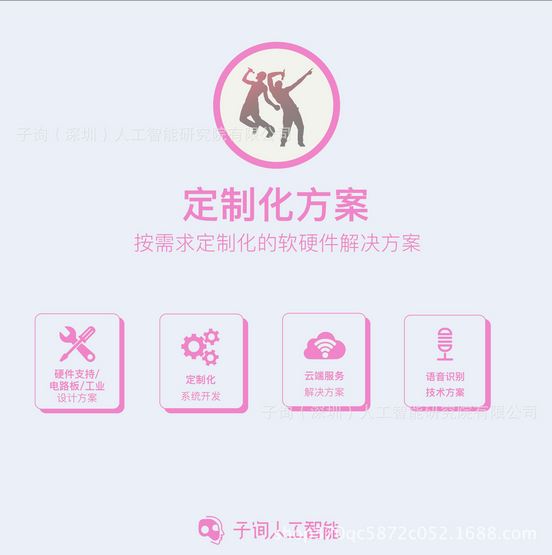 子询（深圳）人工智能研究院有限公司
定制化方案
按需求定制化的软硬件解决方案
硬件支持/
电路板/工业
设计方案
定制化
系统开发
云端服务
解决方案
语音识别
技术方案
子询（深圳）人工智能研究院有限公司
子询人工智能